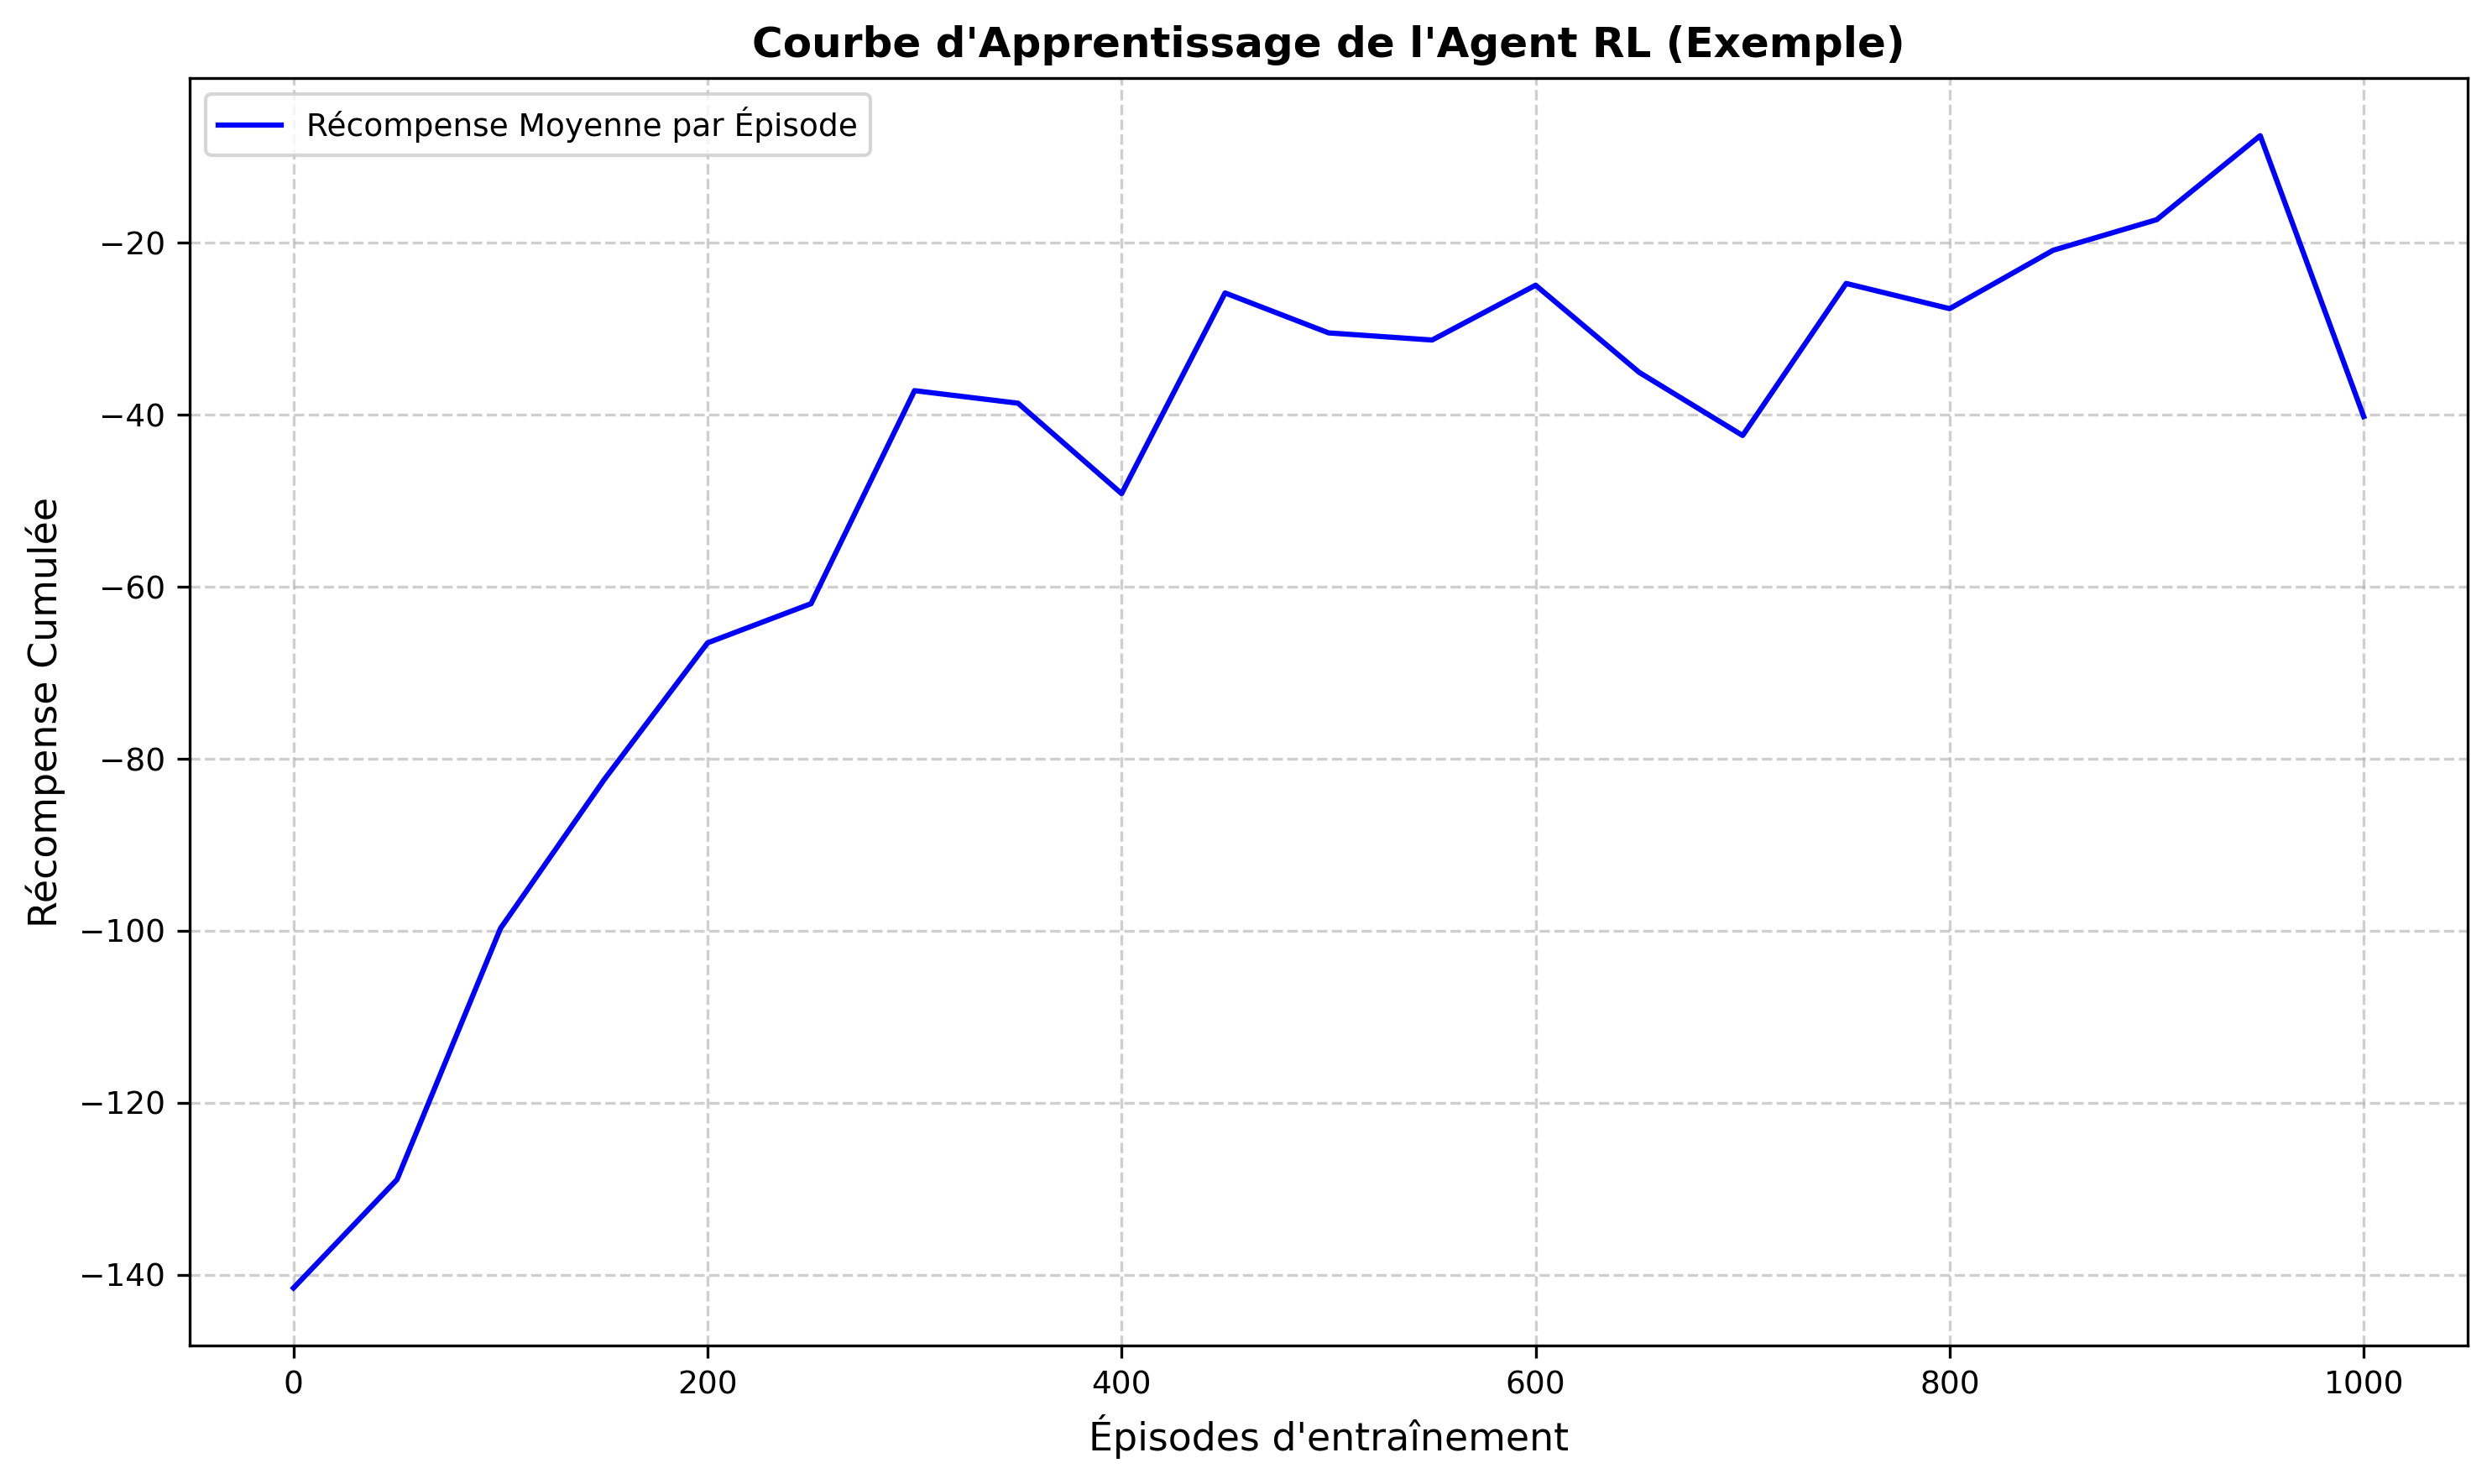 Courbe d'Apprentissage de l'Agent RL (Exemple)
Récompense Moyenne par Épisode
Récompense Cumulée
−20
−40
−60
−80
−100
−120
−140
0 200 400 600 800 1000
Épisodes d'entraînement